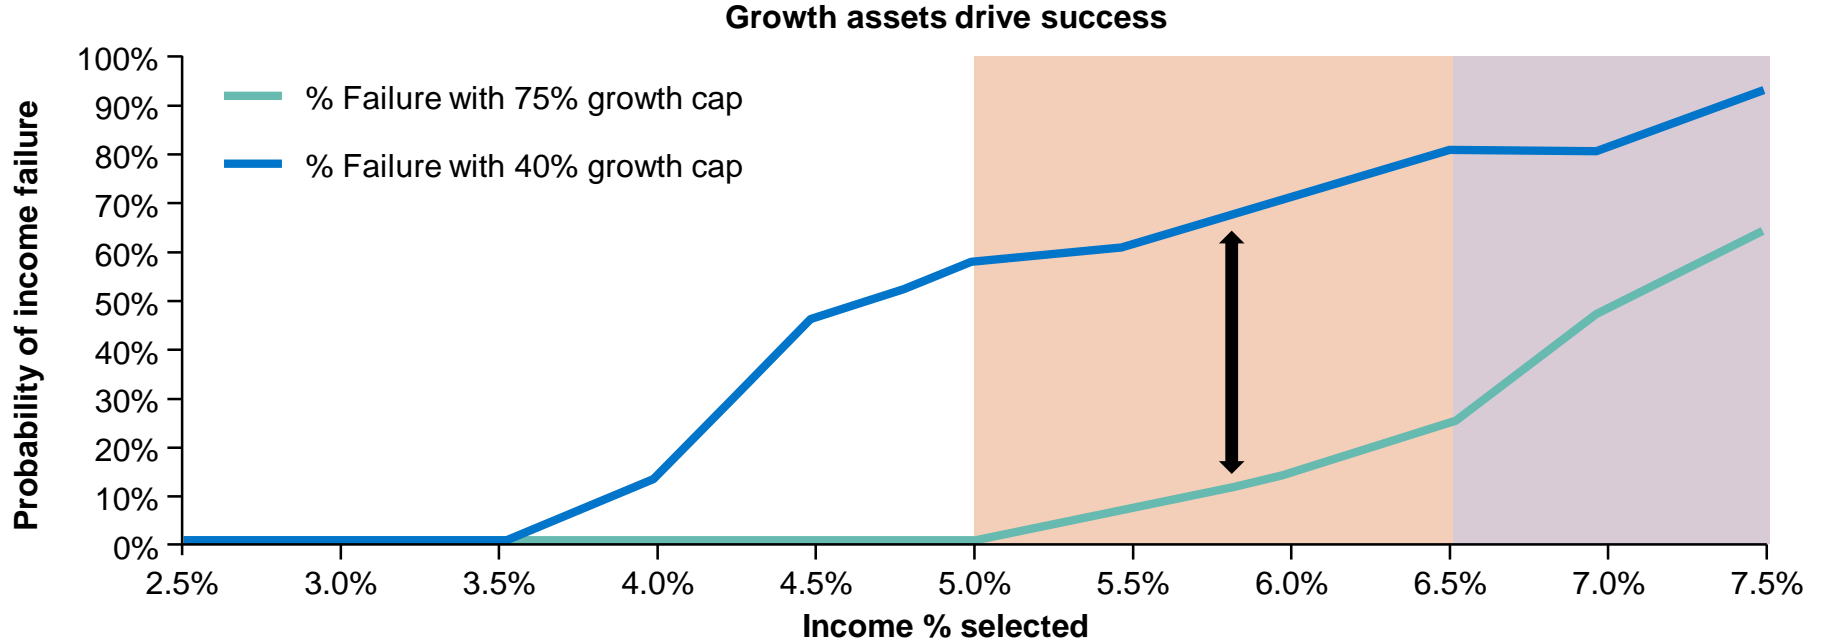 Growth assets drive success
100%
90%
80%
70%
60%
50%
40%
30%
20%
10%
0%
Probability of income failure
% Failure with 75% growth cap
% Failure with 40% growth cap
2.5% 3.0% 3.5% 4.0% 4.5% 5.0% 5.5% 6.0% 6.5% 7.0% 7.5%
Income % selected